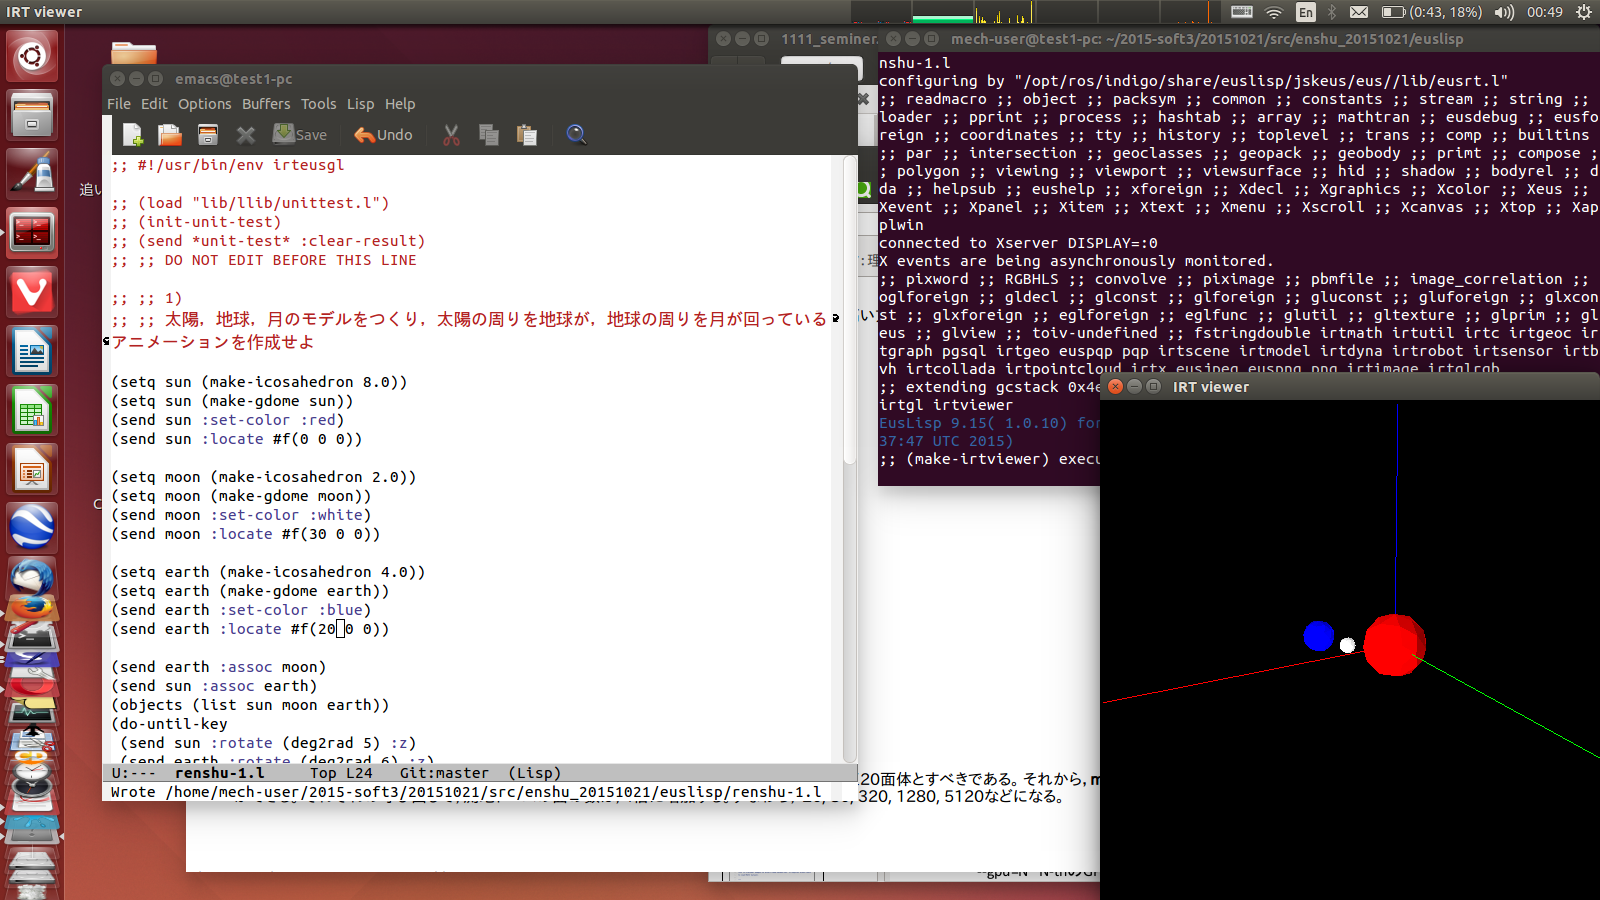 IRT viewer
En
(0:43, 18%)
00:49
1111_seminer.
mech-user@test1-pc: ~/2015-soft3/20151021/src/enshu_20151021/euslisp
emacs@test1-pc
File Edit Options Buffers Tools Lisp Help
Save
Undo
;; #!/usr/bin/env irteusgl
;; (load "lib/llib/unittest.l")
;; (init-unit-test)
;; (send *unit-test* :clear-result)
;; ;; DO NOT EDIT BEFORE THIS LINE
;; ;; 1)
;; ;; 太陽，地球，月のモデルをつくり，太陽の周りを地球が，地球の周りを月が回っている
アニメーションを作成せよ
(setq sun (make-icosahedron 8.0))
(setq sun (make-gdome sun))
(send sun :set-color :red)
(send sun :locate #f(0 0 0))
(setq moon (make-icosahedron 2.0))
(setq moon (make-gdome moon))
(send moon :set-color :white)
(send moon :locate #f(30 0 0))
(setq earth (make-icosahedron 4.0))
(setq earth (make-gdome earth))
(send earth :set-color :blue)
(send earth :locate #f(20 0 0))
(send earth :assoc moon)
(send sun :assoc earth)
(objects (list sun moon earth))
(do-until-key
(send sun :rotate (deg2rad 5) :z)
(send earth :rotate (deg2rad 6) :z)
U:--- renshu-1.l Top L24 Git:master (Lisp)
Wrote /home/mech-user/2015-soft3/20151021/src/enshu_20151021/euslisp/renshu-1.l
nshu-1.l
configuring by "/opt/ros/indigo/share/euslisp/jskeus/eus//lib/eusrt.l"
;; readmacro ;; object ;; packsym ;; common ;; constants ;; stream ;; string ;;
loader ;; pprint ;; process ;; hashtab ;; array ;; mathtran ;; eusdebug ;; eusfo
reign ;; coordinates ;; tty ;; history ;; toplevel ;; trans ;; comp ;; builtins
;; par ;; intersection ;; geoclasses ;; geopack ;; geobody ;; primt ;; compose ;
; polygon ;; viewing ;; viewport ;; viewsurface ;; hid ;; shadow ;; bodyrel ;; d
da ;; helpsub ;; eushelp ;; xforeign ;; Xdecl ;; Xgraphics ;; Xcolor ;; Xeus ;;
Xevent ;; Xpanel ;; Xitem ;; Xtext ;; Xmenu ;; Xscroll ;; Xcanvas ;; Xtop ;; Xap
plwin
connected to Xserver DISPLAY=:0
X events are being asynchronously monitored.
;; pixword ;; RGBHLS ;; convolve ;; piximage ;; pbmfile ;; image_correlation ;;
oglforeign ;; gldecl ;; glconst ;; glforeign ;; gluconst ;; gluforeign ;; glxcon
st ;; glxforeign ;; eglforeign ;; eglfunc ;; glutil ;; gltexture ;; glprim ;; gl
eus ;; glview ;; toiv-undefined ;; fstringdouble irtmath irtutil irtc irtgeoc ir
tgraph pgsql irtgeo euspqp pqp irtscene irtmodel irtdyna irtrobot irtsensor irtb
vh irtcollada irtpointcloud irtx eusjpeg euspng png irtimage irtglrgb
;; extending gcstack 0x4e
irtgl irtviewer
EusLisp 9.15( 1.0.10) for
37:47 UTC 2015)
;; (make-irtviewer) execu
IRT viewer
追い
20面体とすべきである。それから，m
320, 1280, 5120などになる。